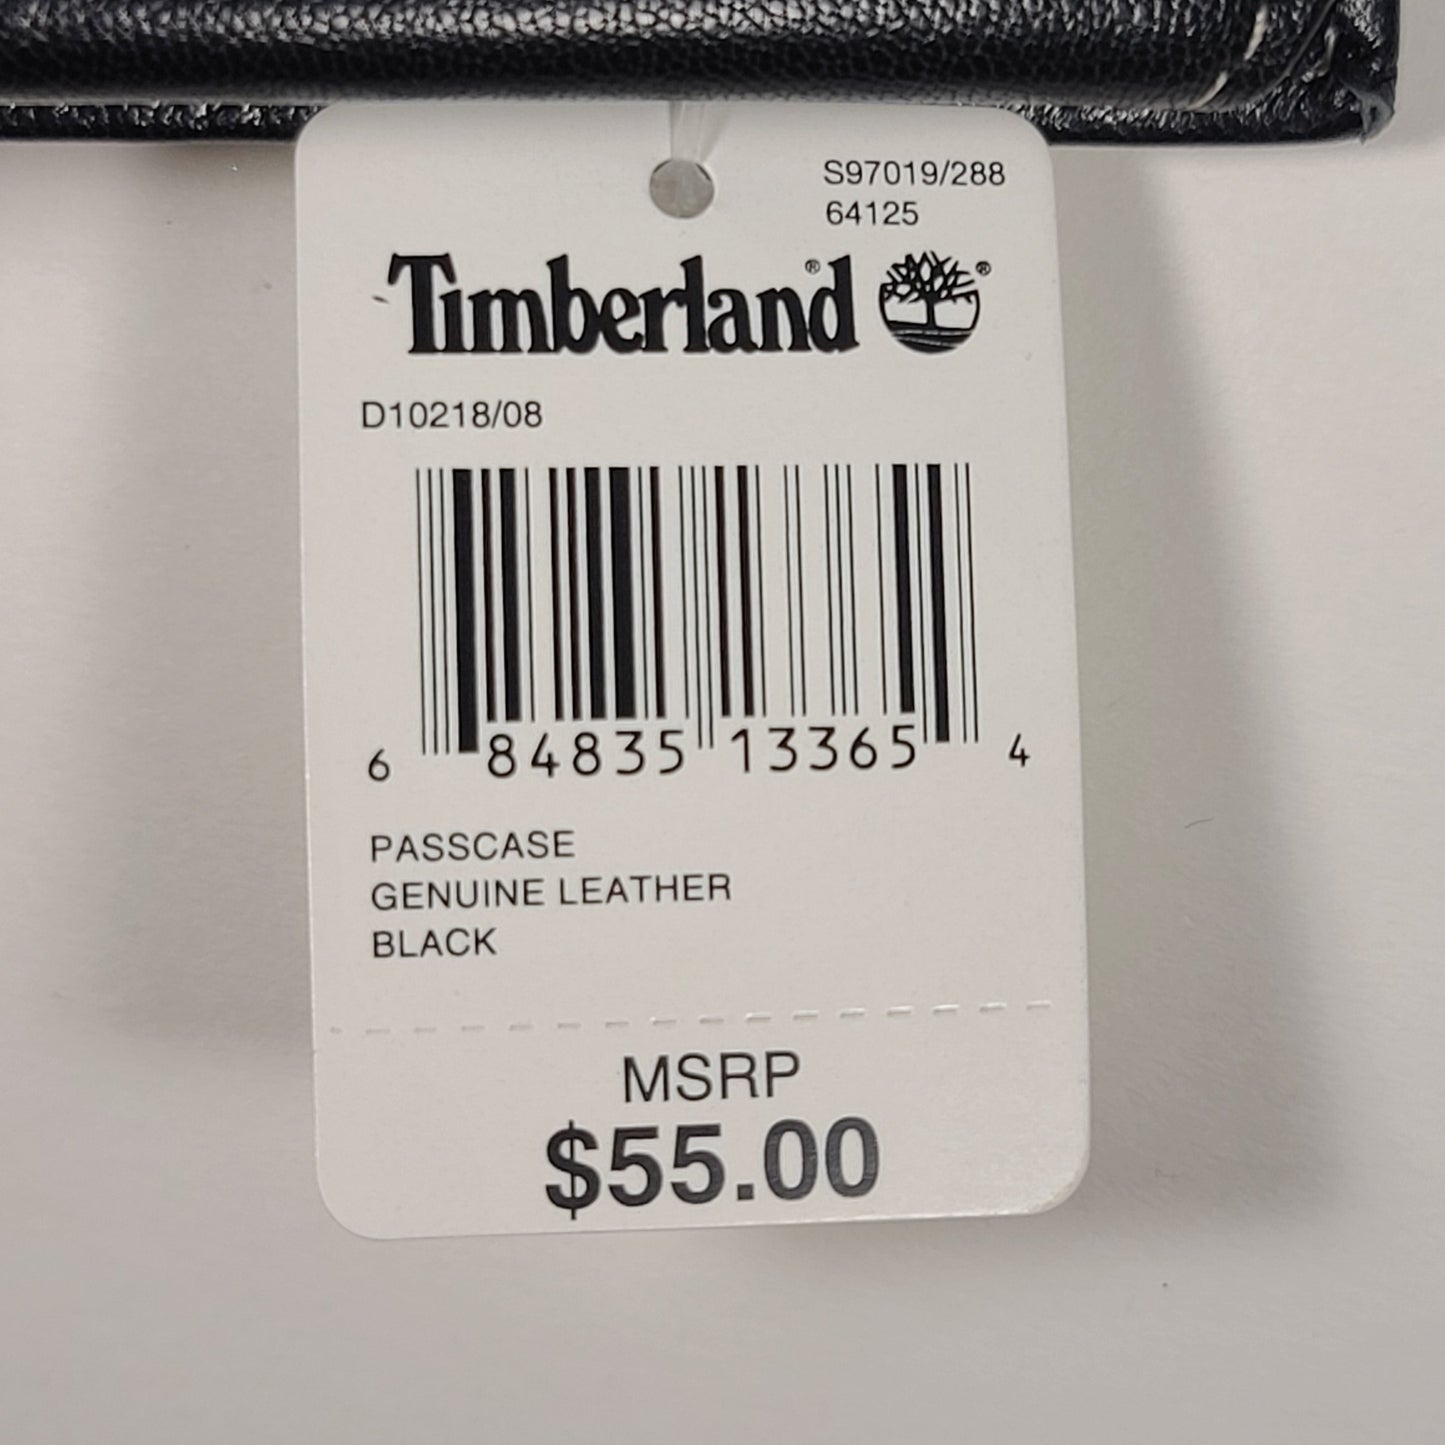 S97019/288
64125
Timberland® ®
D10218/08
6 84835 13365 4
PASSCASE
GENUINE LEATHER
BLACK
MSRP
$55.00